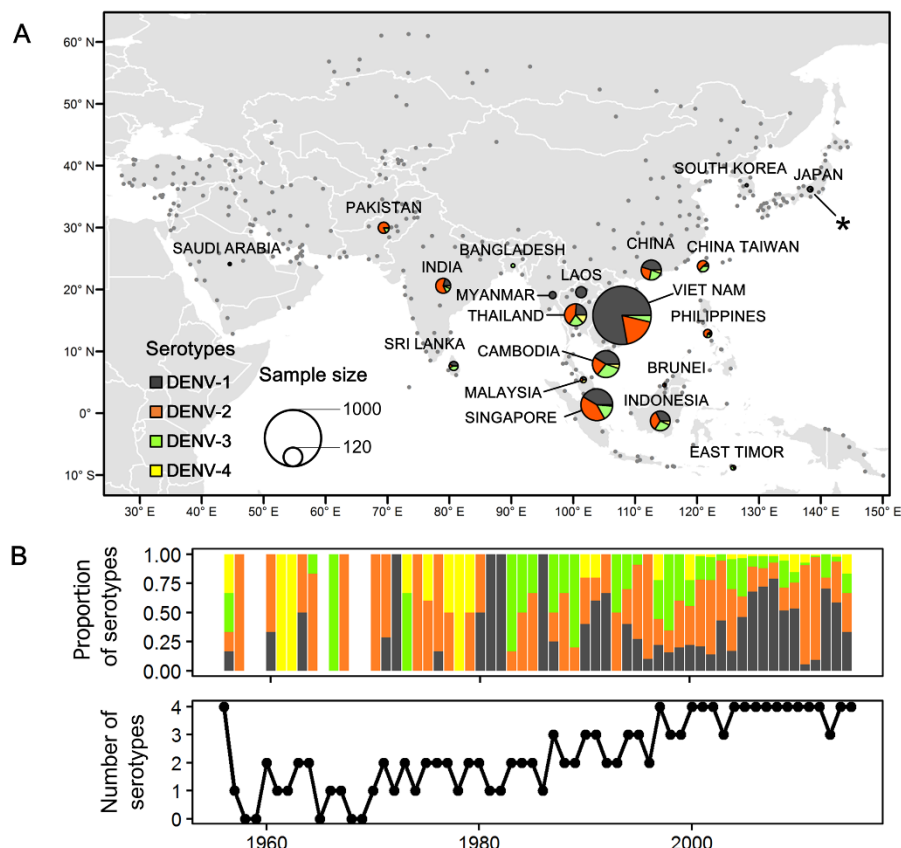 A
60° N
50° N
40° N
30° N
20° N
10° N
0°
10° S
SOUTH KOREA
JAPAN
*
PAKISTAN
SAUDI ARABIA
BANGLADESH
CHINA
CHINA TAIWAN
INDIA
LAOS
MYANMAR
VIET NAM
THAILAND
PHILIPPINES
SRI LANKA
CAMBODIA
BRUNEI
MALAYSIA
INDONESIA
SINGAPORE
EAST TIMOR
Serotypes
DENV-1
DENV-2
DENV-3
DENV-4
Sample size
1000
120
30° E
40° E
50° E
60° E
70° E
80° E
90° E
100° E
110° E
120° E
130° E
140° E
150° E
B
Proportion
of serotypes
1.00
0.75
0.50
0.25
0.00
Number of
serotypes
4
3
2
1
0
1960
1980
2000